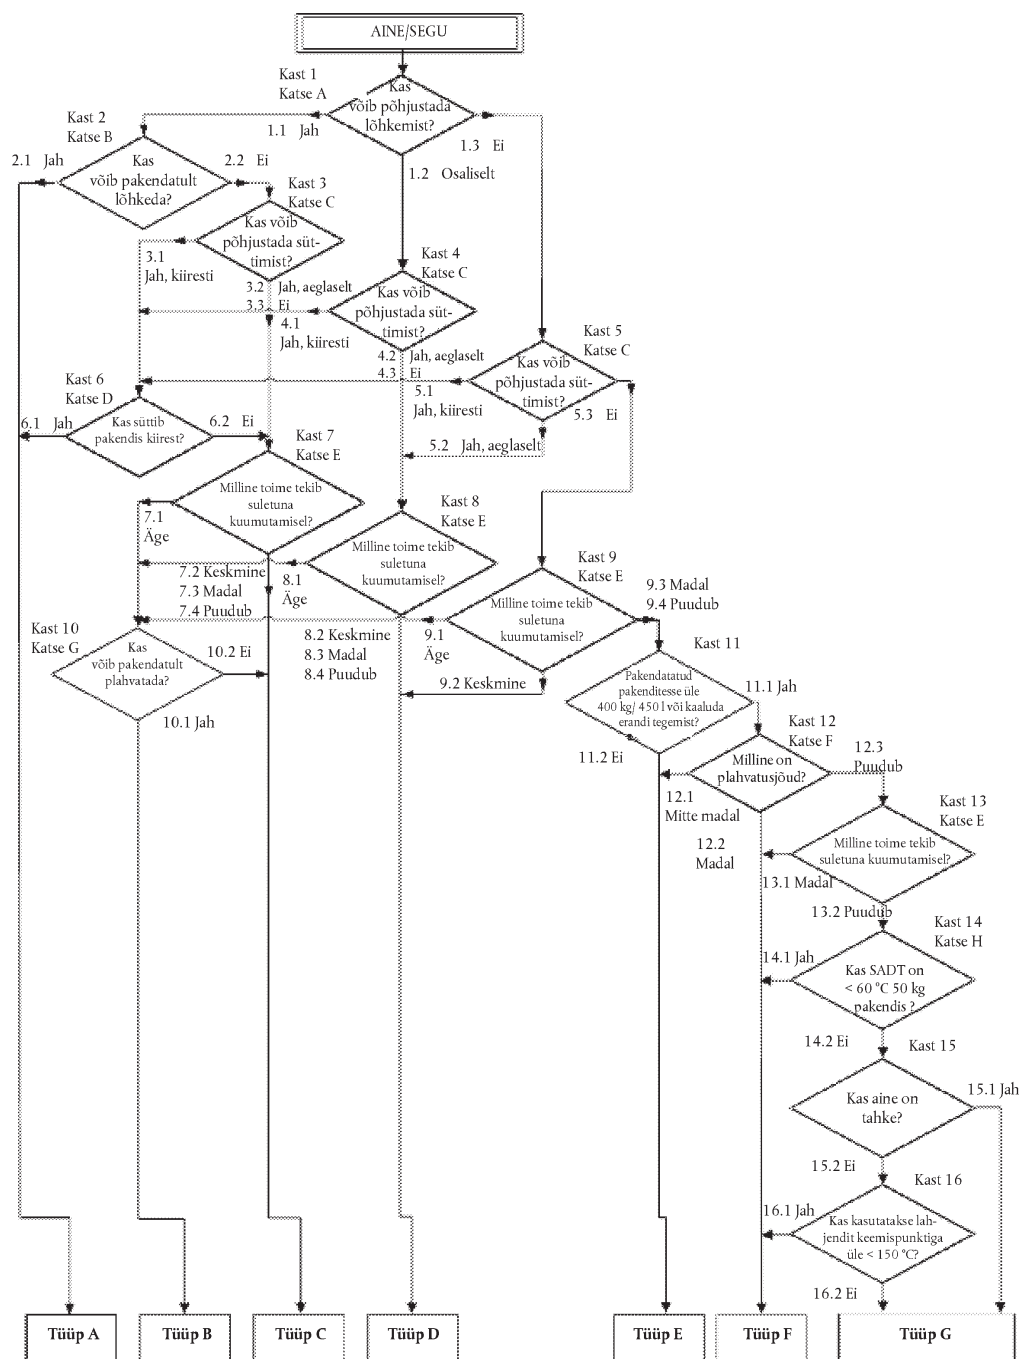 AINE/SEGU
Kast 1
Katse A
Kas
võib põhjustada
lõhkemist?
1.1 Jah
1.2 Osaliselt
1.3 Ei
Kast 2
Katse B
Kas
võib pakendatult
lõhkeda?
2.1 Jah
2.2 Ei
Kast 3
Katse C
Kas võib
põhjustada süt-
timist?
3.1
Jah, kiiresti
3.2 Jah, aeglaselt
3.3 Ei
Kast 4
Katse C
Kas võib
põhjustada süt-
timist?
4.1
Jah, kiiresti
4.2 Jah, aeglaselt
4.3 Ei
Kast 5
Katse C
Kas võib
põhjustada süt-
timist?
5.1
Jah, kiiresti
5.2 Jah, aeglaselt
5.3 Ei
Kast 6
Katse D
Kas süttib
pakendis kiirest?
6.1 Jah
6.2 Ei
Kast 7
Katse E
Milline toime tekib
suletuna
kuumutamisel?
7.1
Äge
7.2 Keskmine
7.3 Madal
7.4 Puudub
Kast 8
Katse E
Milline toime tekib
suletuna
kuumutamisel?
8.1
Äge
8.2 Keskmine
8.3 Madal
8.4 Puudub
Kast 9
Katse E
Milline toime tekib
suletuna
kuumutamisel?
9.1
Äge
9.2 Keskmine
9.3 Madal
9.4 Puudub
Kast 10
Katse G
Kas
võib pakendatult
plahvatada?
10.1 Jah
10.2 Ei
Kast 11
Pakendatud
pakenditesse üle
400 kg/ 450 l või kaaluda
erandi tegemist?
11.1 Jah
11.2 Ei
Kast 12
Katse F
Milline on
plahvatusjõud?
12.1
Mitte madal
12.2
Madal
12.3
Puudub
Kast 13
Katse E
Milline toime tekib
suletuna kuumutamisel?
13.1 Madal
13.2 Puudub
Kast 14
Katse H
Kas SADT on
< 60 °C 50 kg
pakendis ?
14.1 Jah
14.2 Ei
Kast 15
Kas aine on
tahke?
15.1 Jah
15.2 Ei
Kast 16
Kas kasutatakse lah-
jendit keemispunktiga
üle < 150 °C?
16.1 Jah
16.2 Ei
Tüüp A
Tüüp B
Tüüp C
Tüüp D
Tüüp E
Tüüp F
Tüüp G